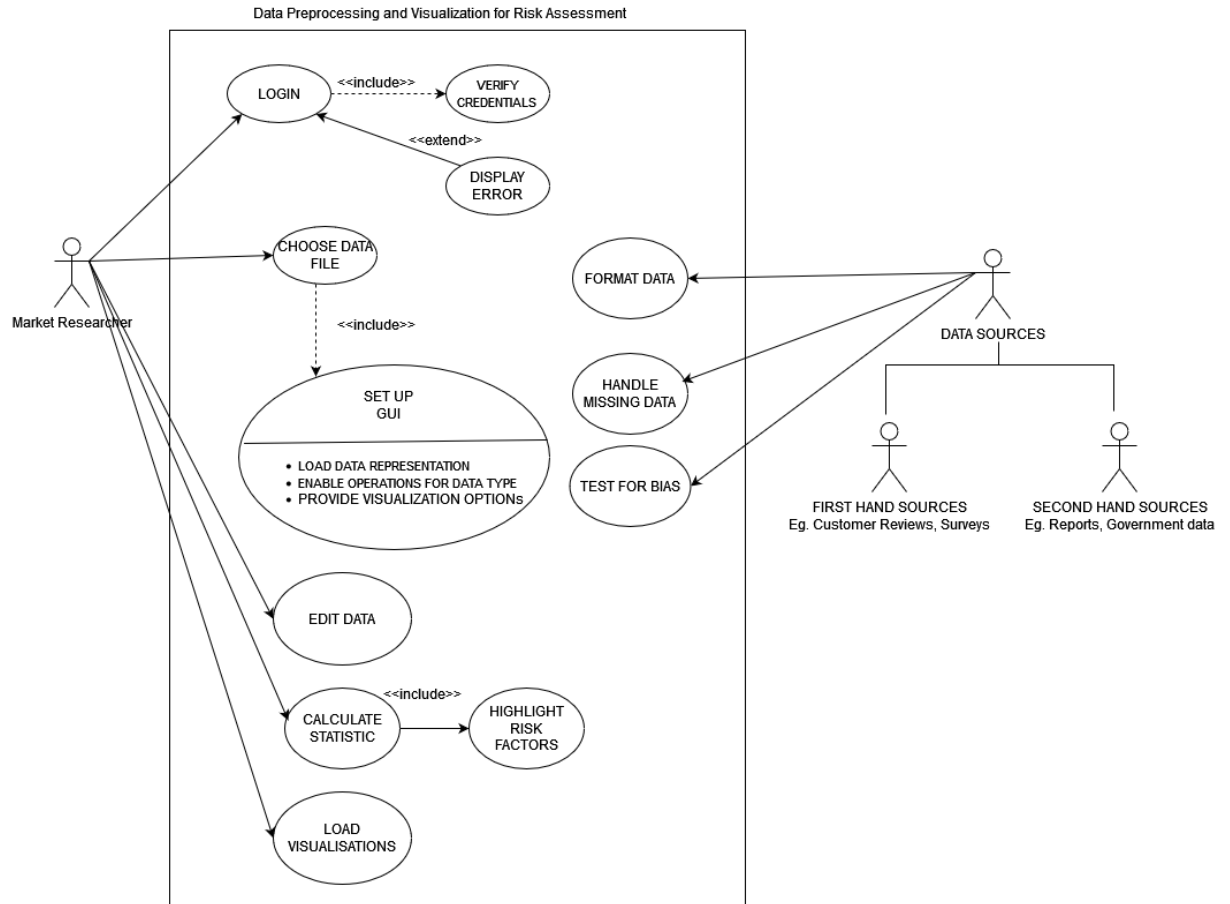 Data Preprocessing and Visualization for Risk Assessment
LOGIN
<<include>>
VERIFY
CREDENTIALS
<<extend>>
DISPLAY
ERROR
Market Researcher
CHOOSE DATA
FILE
<<include>>
SET UP
GUI
• LOAD DATA REPRESENTATION
• ENABLE OPERATIONS FOR DATA TYPE
• PROVIDE VISUALIZATION OPTIONs
EDIT DATA
CALCULATE
STATISTIC
<<include>>
HIGHLIGHT
RISK
FACTORS
LOAD
VISUALISATIONS
FORMAT DATA
HANDLE
MISSING DATA
TEST FOR BIAS
DATA SOURCES
FIRST HAND SOURCES
Eg. Customer Reviews, Surveys
SECOND HAND SOURCES
Eg. Reports, Government data